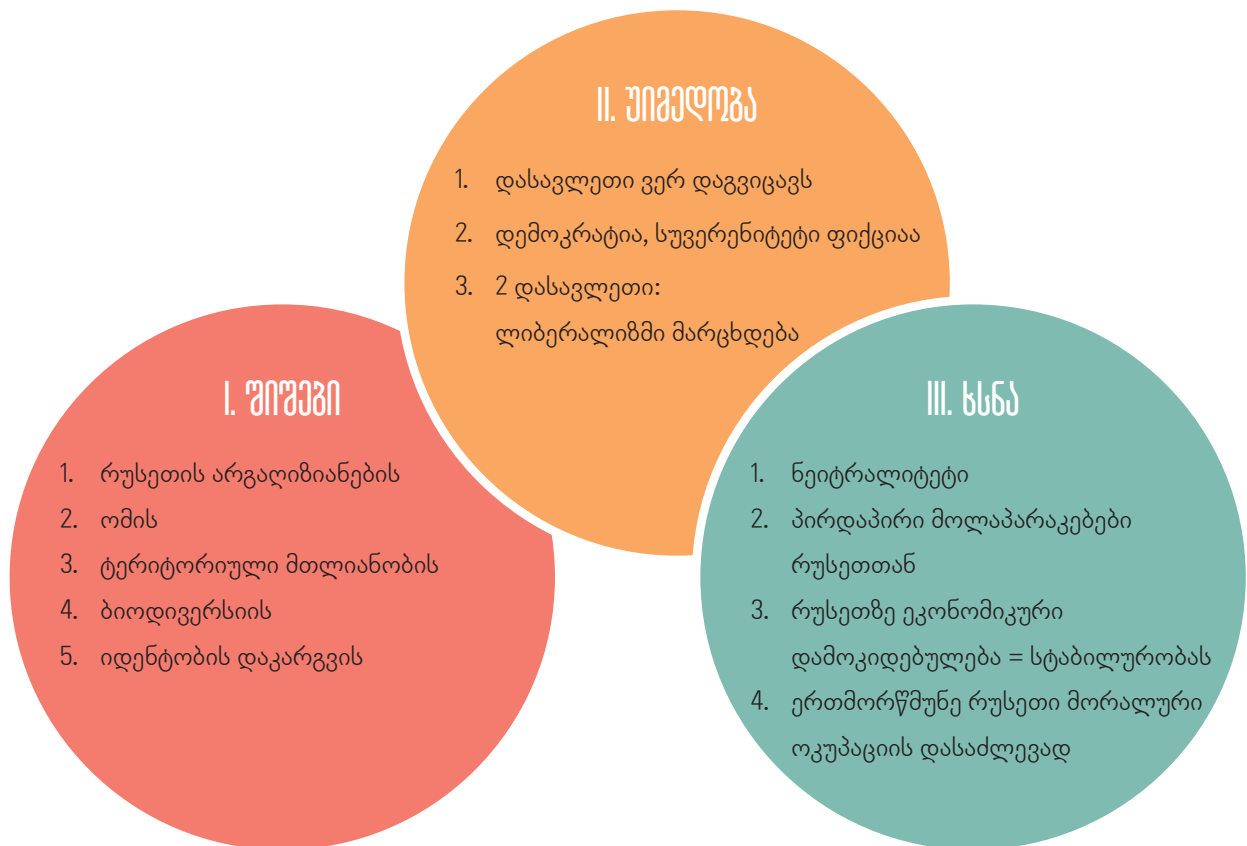 II. უიმედობა
1. დასავლეთი ვერ დაგვიცავს
2. დემოკრატია, სუვერენიტეტი ფიქციაა
3. 2 დასავლეთი:
ლიბერალიზმი მარცხდება
I. შიშები
1. რუსეთის არგაღიზიანების
2. ომის
3. ტერიტორიული მთლიანობის
4. ბიოდივერსიის
5. იდენტობის დაკარგვის
III. ხსნა
1. ნეიტრალიტეტი
2. პირდაპირი მოლაპარაკებები
რუსეთთან
3. რუსეთზე ეკონომიკური
დამოკიდებულება = სტაბილურობას
4. ერთმორწმუნე რუსეთი მორალური
ოკუპაციის დასაძლევად